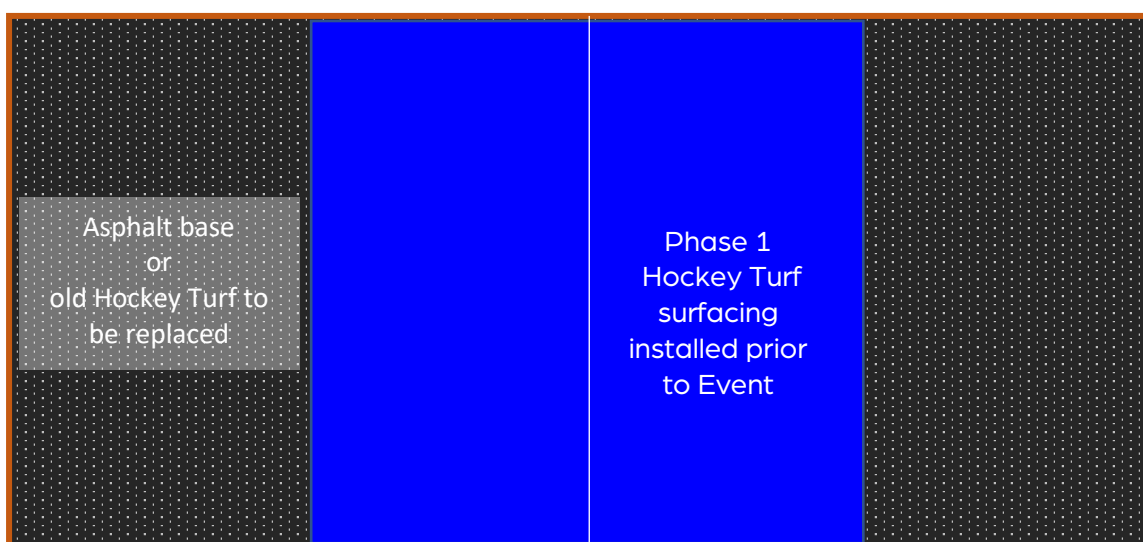 Asphalt base
or
old Hockey Turf to
be replaced
Phase 1
Hockey Turf
surfacing
installed prior
to Event